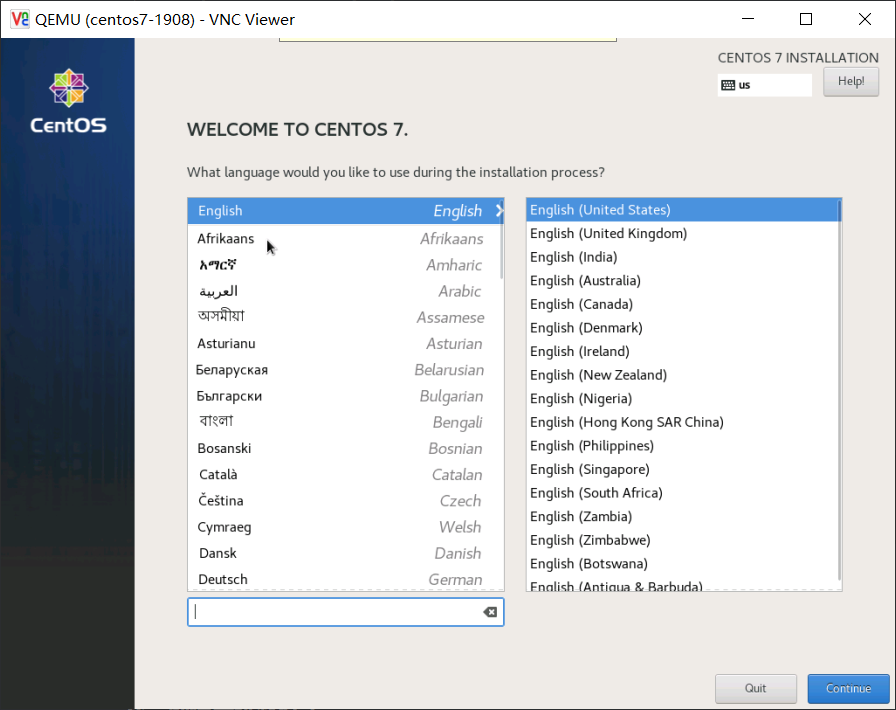 QEMU (centos7-1908) - VNC Viewer
CentOS
CENTOS 7 INSTALLATION
us
Help!
WELCOME TO CENTOS 7.
What language would you like to use during the installation process?
English English
Afrikaans Afrikaans
አማርኛ Amharic
العربية Arabic
অসমীয়া Assamese
Asturianu Asturian
Беларуская Belarusian
Български Bulgarian
বাংলা Bengali
Bosanski Bosnian
Català Catalan
Čeština Czech
Cymraeg Welsh
Dansk Danish
Deutsch German
English (United States)
English (United Kingdom)
English (India)
English (Australia)
English (Canada)
English (Denmark)
English (Ireland)
English (New Zealand)
English (Nigeria)
English (Hong Kong SAR China)
English (Philippines)
English (Singapore)
English (South Africa)
English (Zambia)
English (Zimbabwe)
English (Botswana)
English (Antigua & Barbuda)
Quit
Continue